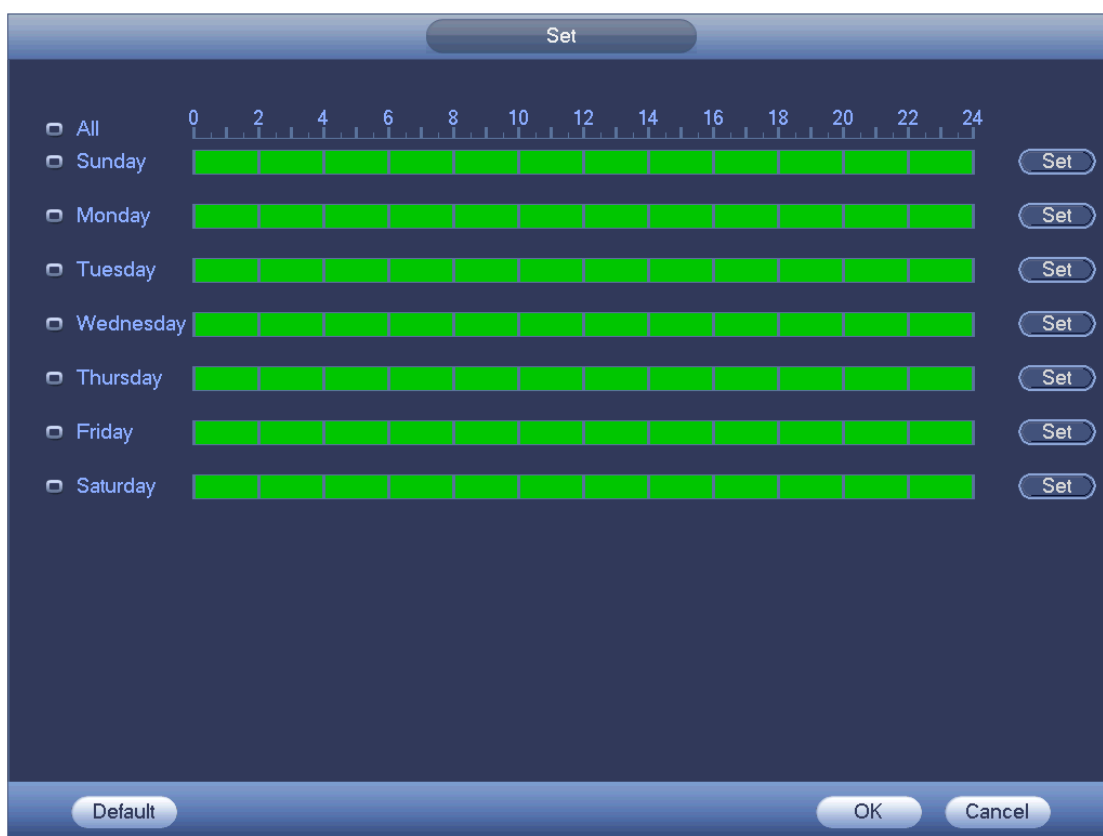 Set
All 0 2 4 6 8 10 12 14 16 18 20 22 24
Sunday Set
Monday Set
Tuesday Set
Wednesday Set
Thursday Set
Friday Set
Saturday Set
Default OK Cancel